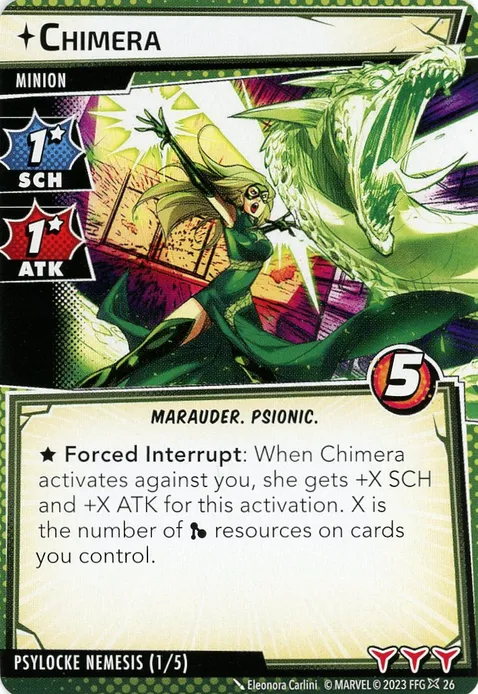 CHIMERA
MINION
1★
SCH
1★
ATK
5
MARAUDER. PSIONIC.
★ Forced Interrupt: When Chimera
activates against you, she gets +X SCH
and +X ATK for this activation. X is
the number of resources on cards
you control.
PSYLOCKE NEMESIS (1/5)
Eleonora Carlini © MARVEL © 2023 FFG 26